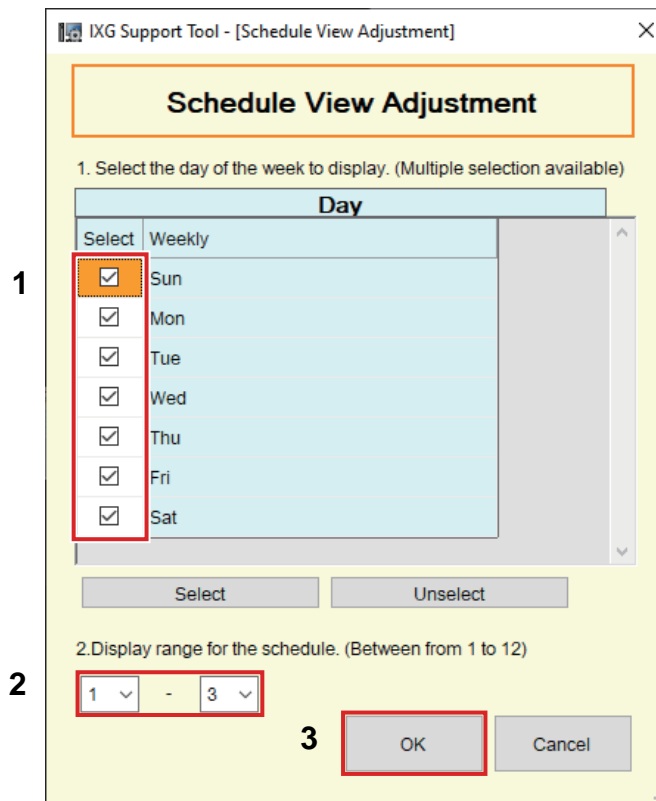 IXG Support Tool - [Schedule View Adjustment]
Schedule View Adjustment
1. Select the day of the week to display. (Multiple selection available)
Day
Select Weekly
1
Sun
Mon
Tue
Wed
Thu
Fri
Sat
Select Unselect
2.Display range for the schedule. (Between from 1 to 12)
2
1 - 3
3
OK Cancel